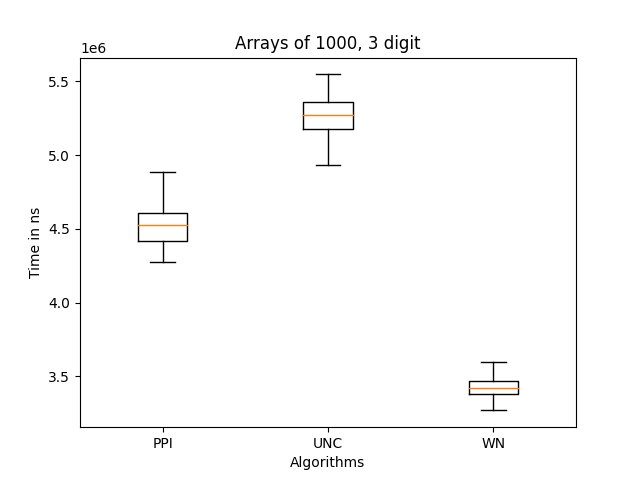 Arrays of 1000, 3 digit
1e6
5.5
5.0
4.5
4.0
3.5
Time in ns
PPI UNC WN
Algorithms